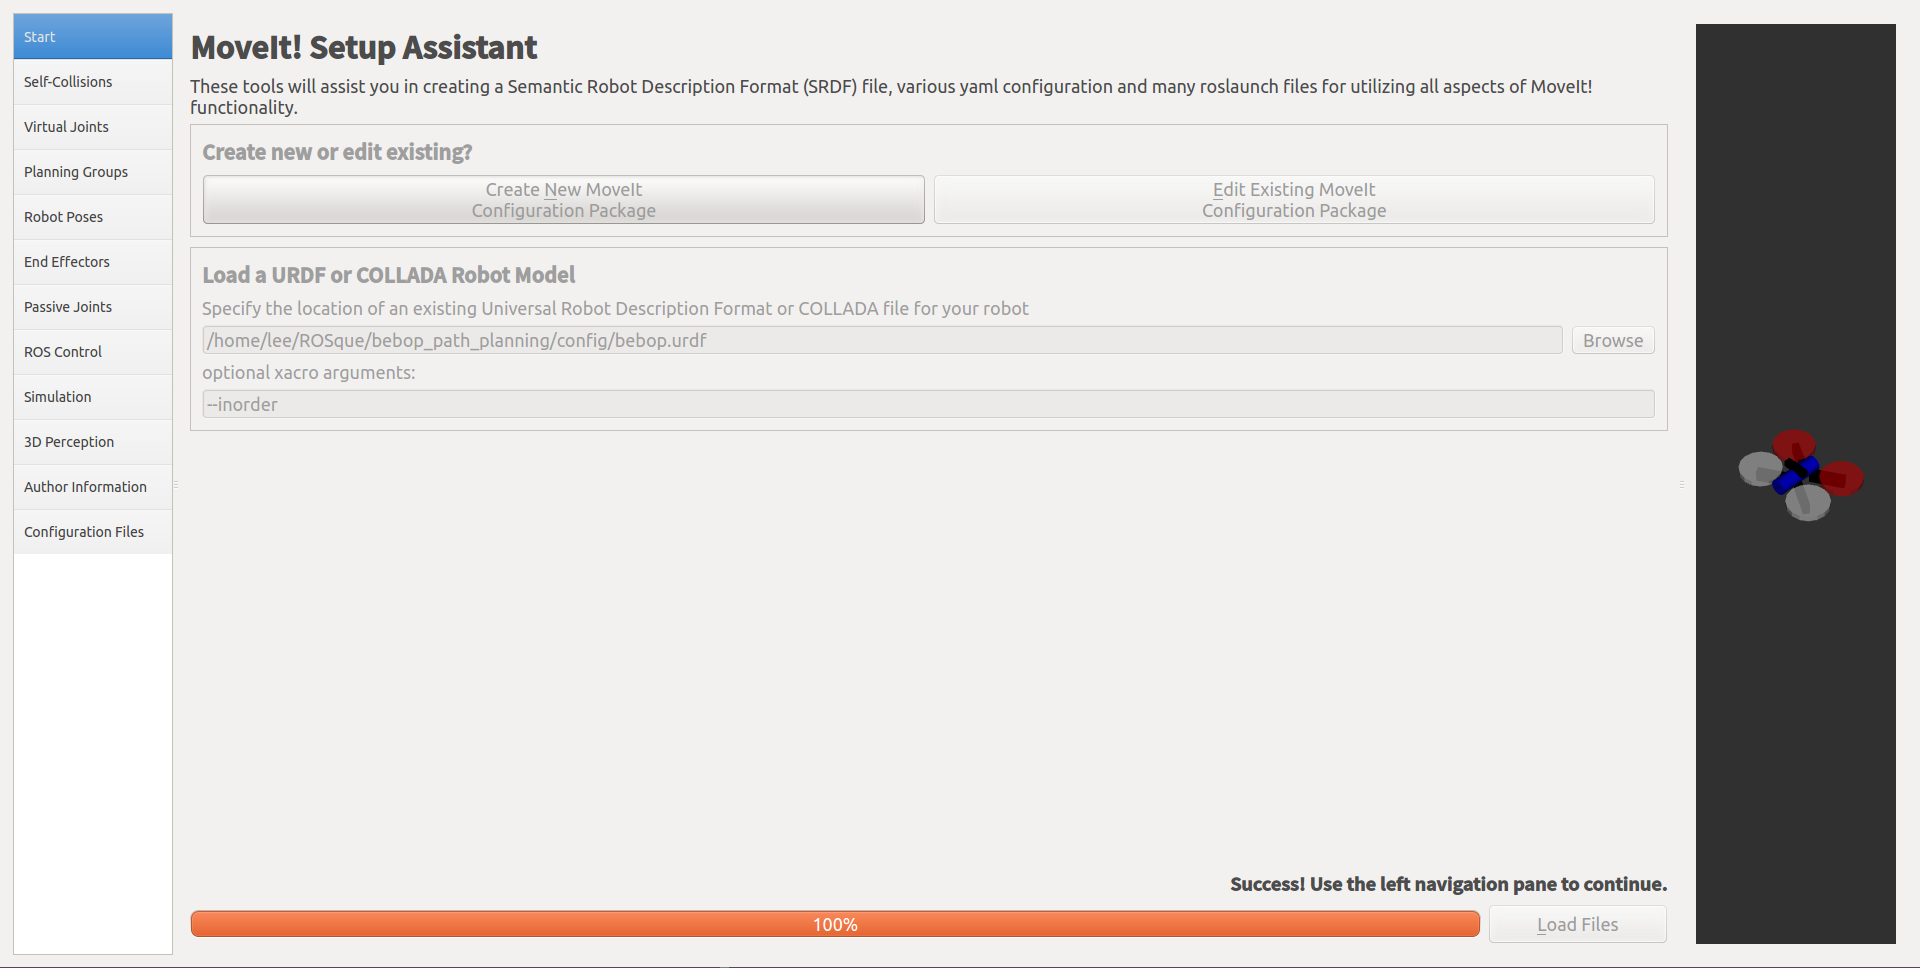 Start
Self-Collisions
Virtual Joints
Planning Groups
Robot Poses
End Effectors
Passive Joints
ROS Control
Simulation
3D Perception
Author Information
Configuration Files
MoveIt! Setup Assistant
These tools will assist you in creating a Semantic Robot Description Format (SRDF) file, various yaml configuration and many roslaunch files for utilizing all aspects of MoveIt!
functionality.
Create new or edit existing?
Create New MoveIt
Configuration Package
Edit Existing MoveIt
Configuration Package
Load a URDF or COLLADA Robot Model
Specify the location of an existing Universal Robot Description Format or COLLADA file for your robot
/home/lee/ROSque/bebop_path_planning/config/bebop.urdf
Browse
optional xacro arguments:
--inorder
Success! Use the left navigation pane to continue.
100%
Load Files